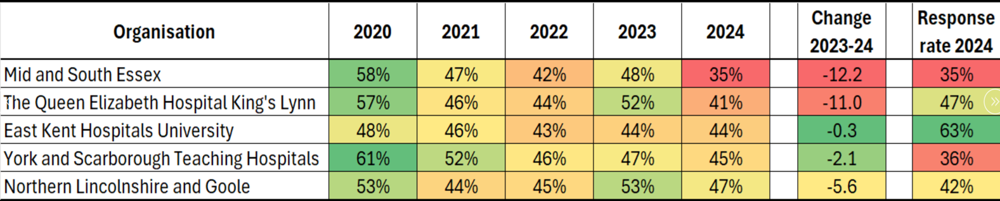 Organisation 2020 2021 2022 2023 2024 Change 2023-24 Response rate 2024
Mid and South Essex 58% 47% 42% 48% 35% -12.2 35%
The Queen Elizabeth Hospital King's Lynn 57% 46% 44% 52% 41% -11.0 47%
East Kent Hospitals University 48% 46% 43% 44% 44% -0.3 63%
York and Scarborough Teaching Hospitals 61% 52% 46% 47% 45% -2.1 36%
Northern Lincolnshire and Goole 53% 44% 45% 53% 47% -5.6 42%